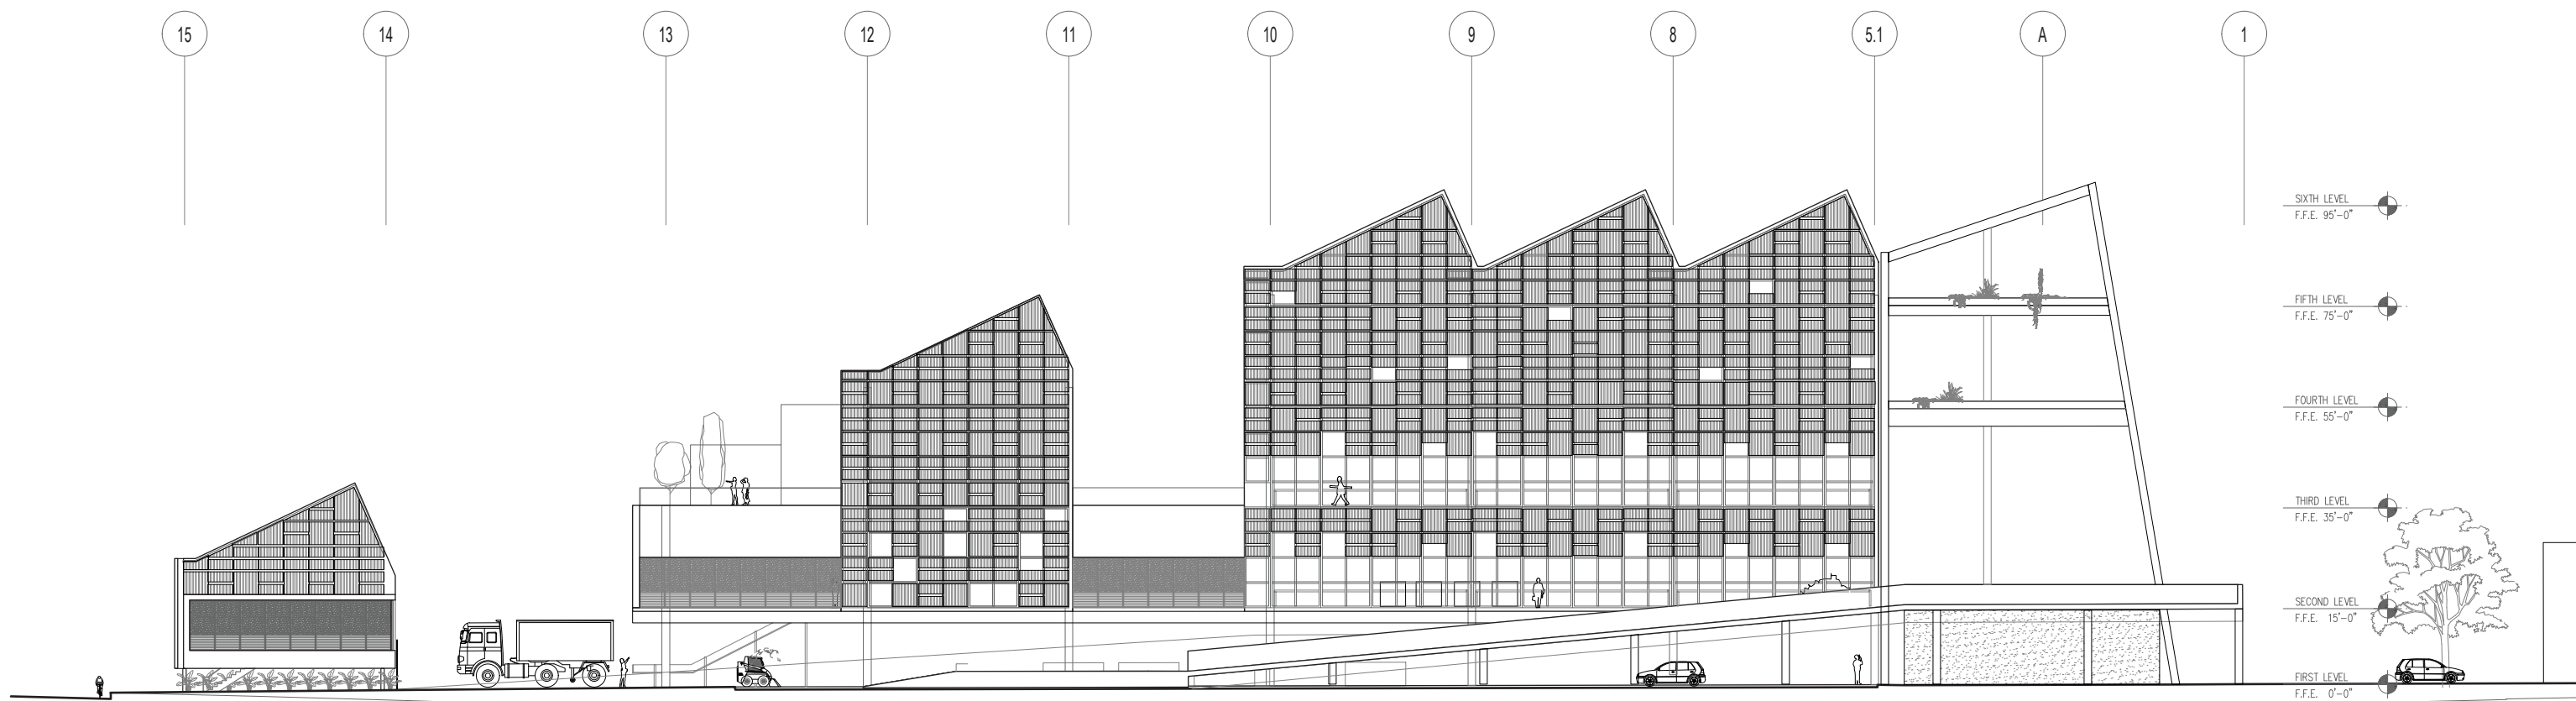 15
14
13
12
11
10
9
8
5.1
A
1
SIXTH LEVEL
F.F.E. 95'-0"
FIFTH LEVEL
F.F.E. 75'-0"
FOURTH LEVEL
F.F.E. 55'-0"
THIRD LEVEL
F.F.E. 35'-0"
SECOND LEVEL
F.F.E. 15'-0"
FIRST LEVEL
F.F.E. 0'-0"